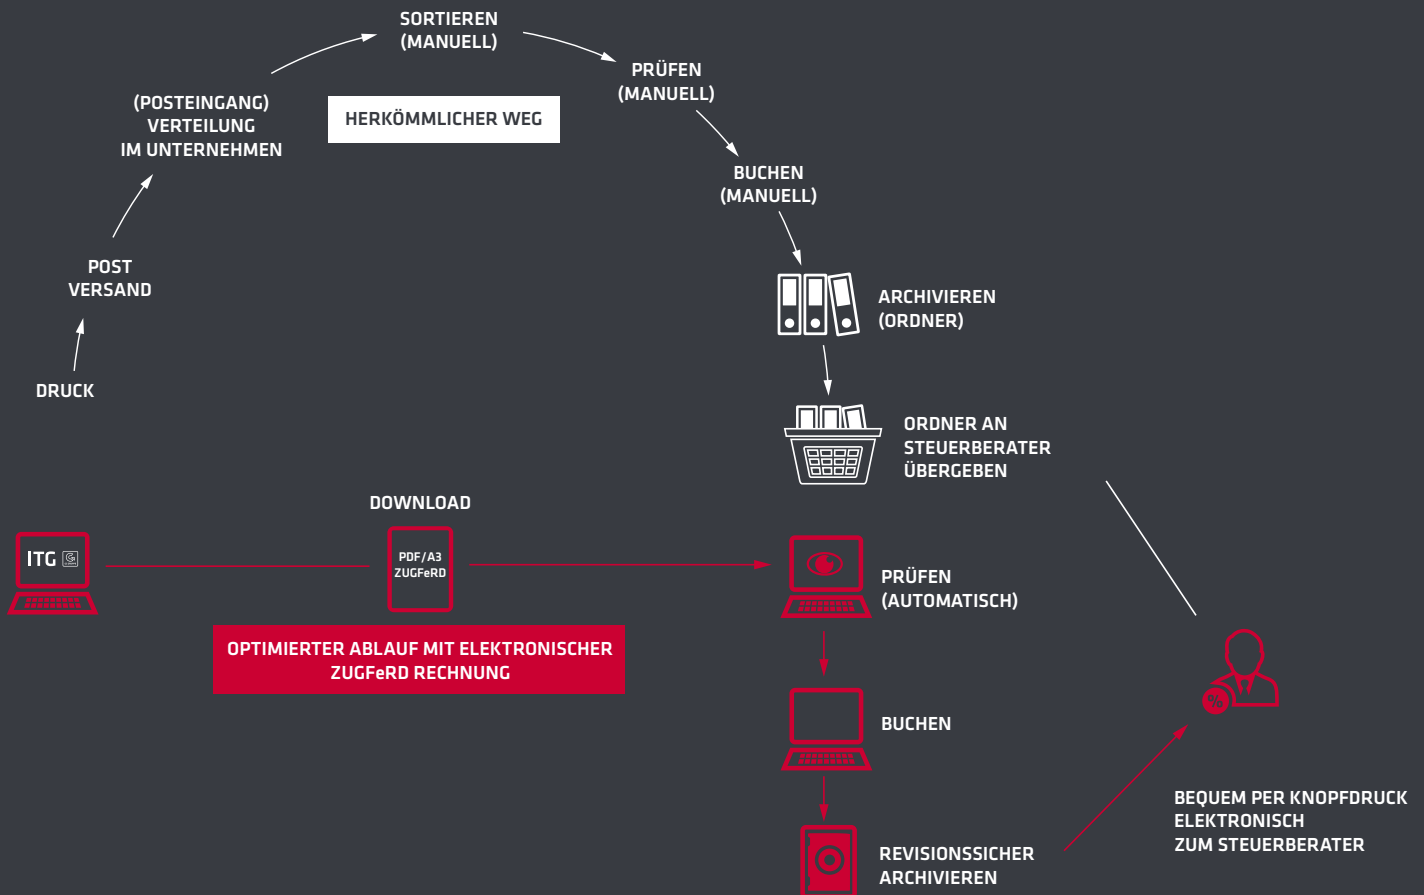 SORTIEREN
(MANUELL)
PRÜFEN
(MANUELL)
(POSTEINGANG)
VERTEILUNG
IM UNTERNEHMEN
HERKÖMMLICHER WEG
BUCHEN
(MANUELL)
POST
VERSAND
ARCHIVIEREN
(ORDNER)
DRUCK
ORDNER AN
STEUERBERATER
ÜBERGEBEN
DOWNLOAD
ITG
PDF/A3
ZUGFeRD
PRÜFEN
(AUTOMATISCH)
OPTIMIERTER ABLAUF MIT ELEKTRONISCHER
ZUGFeRD RECHNUNG
%
BUCHEN
BEQUEM PER KNOPFDRUCK
ELEKTRONISCH
ZUM STEUERBERATER
REVISIONSSICHER
ARCHIVIEREN